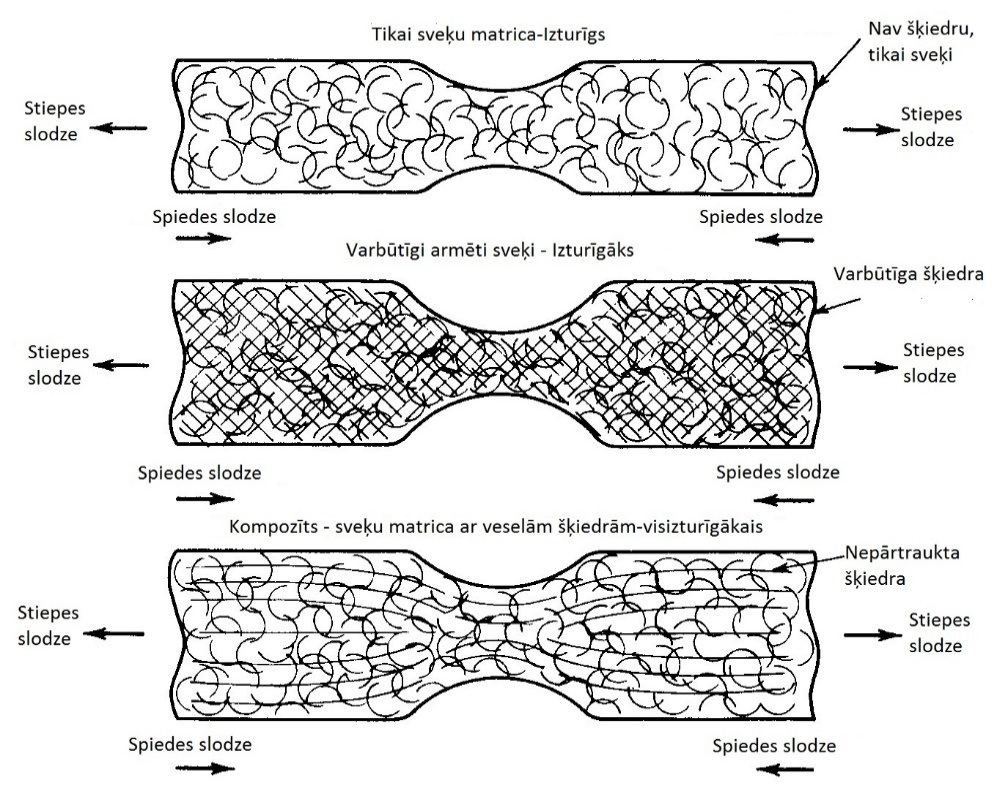 Tikai sveķu matrica-Izturīgs
Nav šķiedru,
tikai sveķi
Stiepes
slodze
Stiepes
slodze
Spiedes slodze
Spiedes slodze
Varbūtīgi armēti sveķi - Izturīgāks
Varbūtīga šķiedra
Stiepes
slodze
Stiepes
slodze
Spiedes slodze
Spiedes slodze
Kompozīts - sveķu matrica ar veselām šķiedrām-visizturīgākais
Nepārtraukta
šķiedra
Stiepes
slodze
Stiepes
slodze
Spiedes slodze
Spiedes slodze